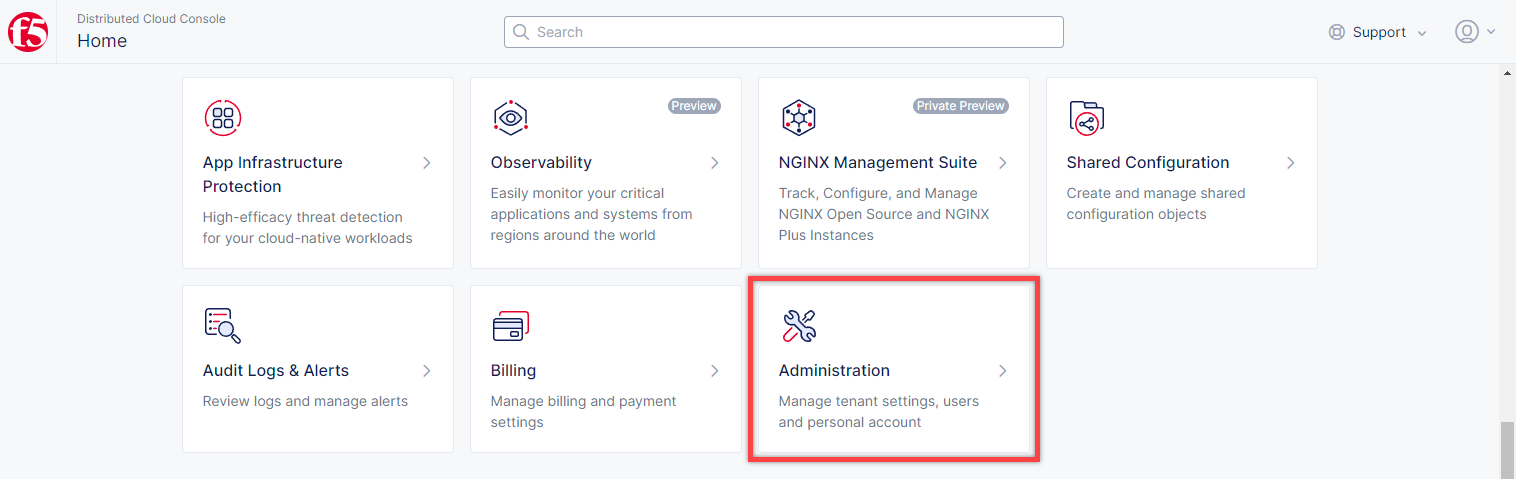 f5
Distributed Cloud Console
Home
Search
Support
App Infrastructure
Protection
High-efficacy threat detection
for your cloud-native workloads
Preview
Observability
Easily monitor your critical
applications and systems from
regions around the world
Private Preview
NGINX Management Suite
Track, Configure, and Manage
NGINX Open Source and NGINX
Plus Instances
Shared Configuration
Create and manage shared
configuration objects
Audit Logs & Alerts
Review logs and manage alerts
Billing
Manage billing and payment
settings
Administration
Manage tenant settings, users
and personal account